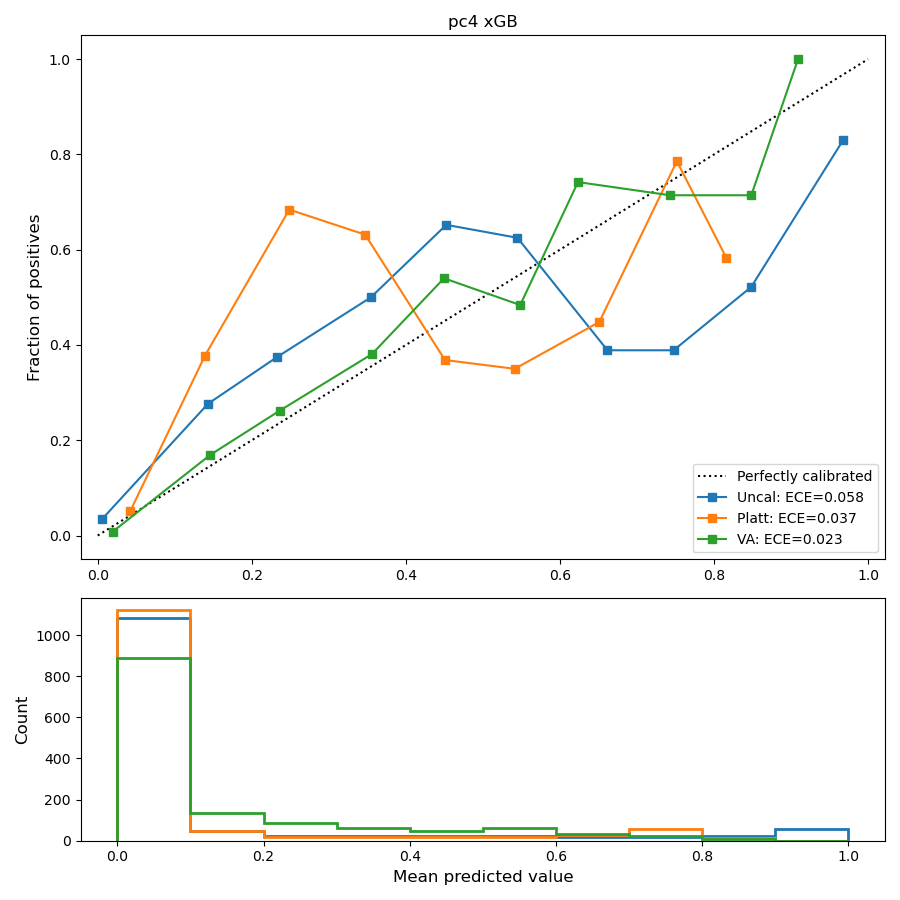 pc4 xGB
1.0
0.8
0.6
0.4
0.2
0.0
Fraction of positives
Perfectly calibrated
Uncal: ECE=0.058
Platt: ECE=0.037
VA: ECE=0.023
0.0 0.2 0.4 0.6 0.8 1.0
1000
800
600
400
200
0
Count
0.0 0.2 0.4 0.6 0.8 1.0
Mean predicted value